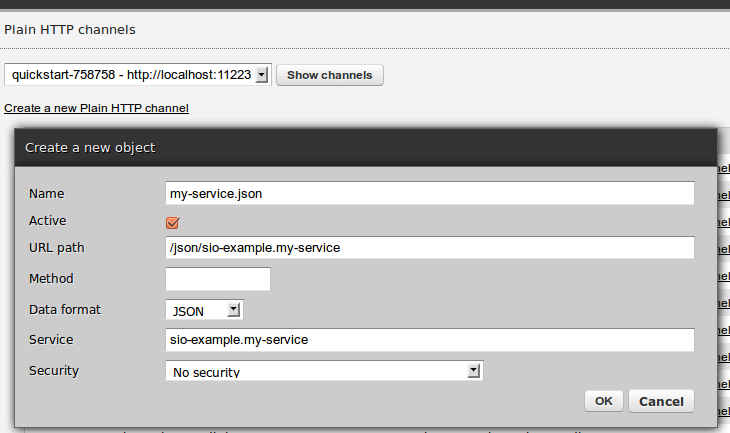 Plain HTTP channels
quickstart-758758 - http://localhost:11223 Show channels
Create a new Plain HTTP channel
Create a new object
Name my-service.json
Active
URL path /json/sio-example.my-service
Method
Data format JSON
Service sio-example.my-service
Security No security
OK Cancel